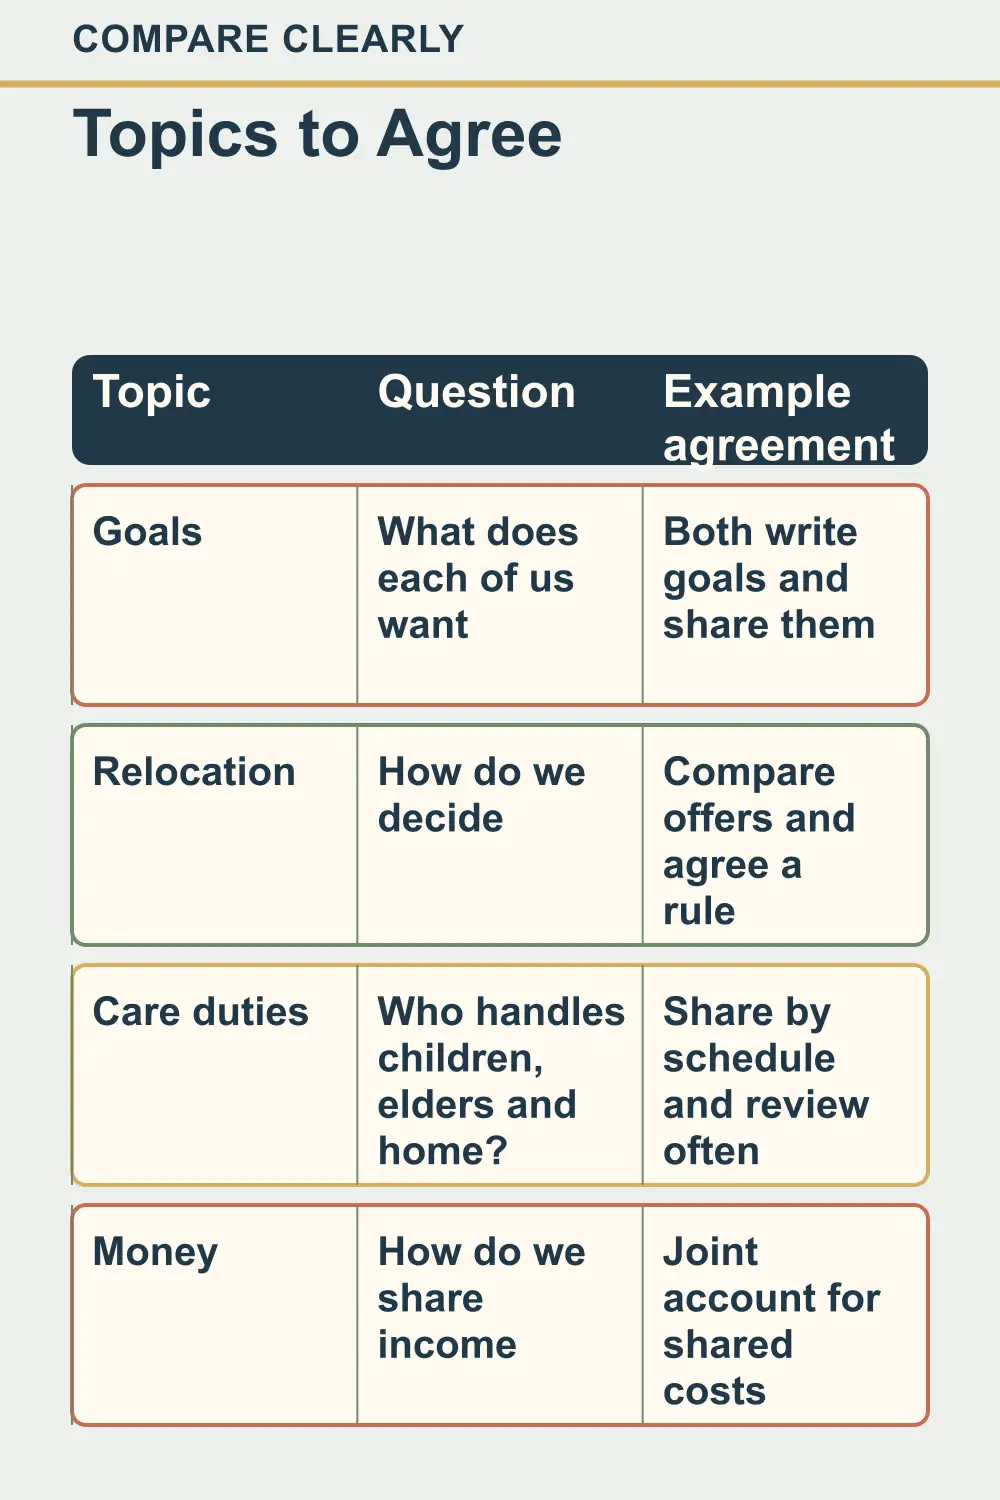 COMPARE CLEARLY
Topics to Agree
Topic
Question
Example
agreement
Goals
What does
each of us
want
Both write
goals and
share them
Relocation
How do we
decide
Compare
offers and
agree a
rule
Care duties
Who handles
children,
elders and
home?
Share by
schedule
and review
often
Money
How do we
share
income
Joint
account for
shared
costs